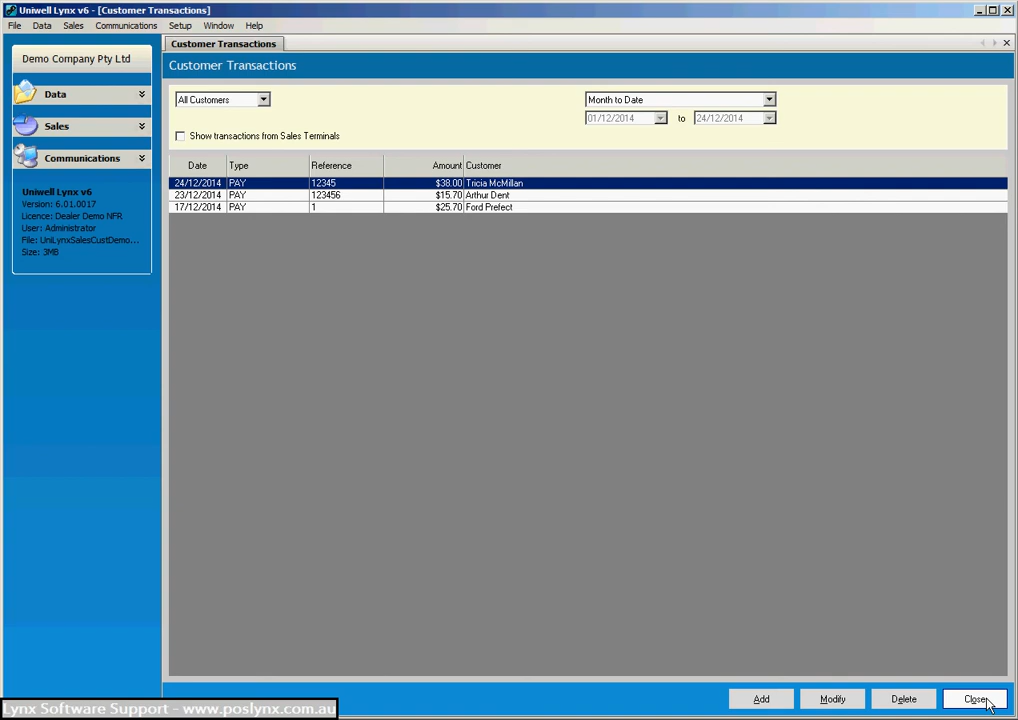 Uniwell Lynx v6 - [Customer Transactions]
File Data Sales Communications Setup Window Help
Demo Company Pty Ltd
Data
Sales
Communications
Uniwell Lynx v6
Version: 6.01.0017
Licence: Dealer Demo NFR
User: Administrator
File: UniLynxSalesCustDemo...
Size: 3MB
Customer Transactions
Customer Transactions
All Customers
Month to Date
01/12/2014 to 24/12/2014
Show transactions from Sales Terminals
Date Type Reference Amount Customer
24/12/2014 PAY 12345 $38.00 Tricia McMillan
23/12/2014 PAY 123456 $15.70 Arthur Dent
17/12/2014 PAY 1 $25.70 Ford Prefect
Add Modify Delete Close
Lynx Software Support - www.poslynx.com.au